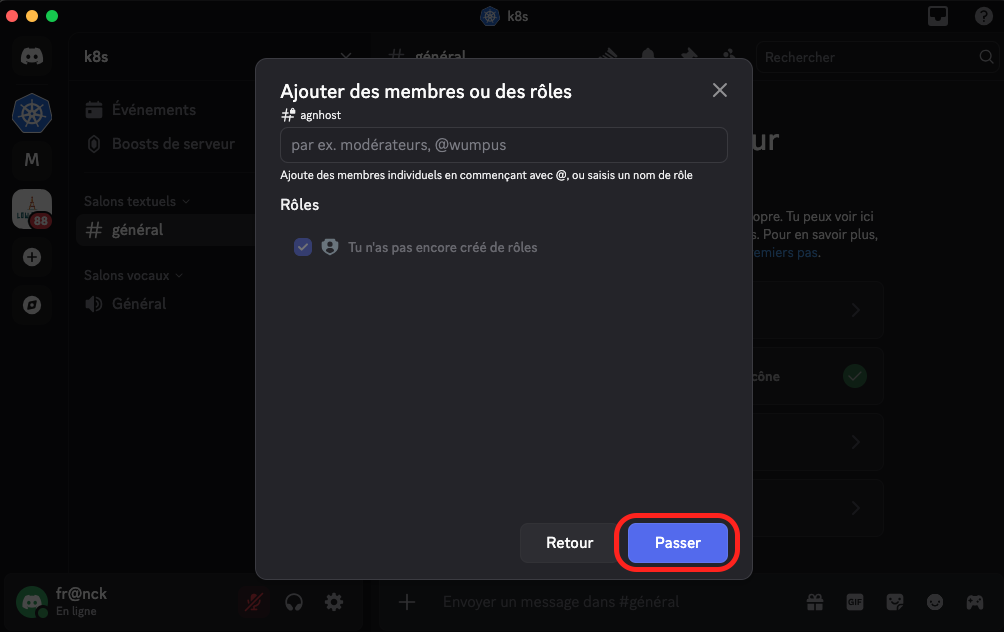 k8s
k8s
général
Rechercher
Événements
Boosts de serveur
M
Salons textuels
88
général
Salons vocaux
Général
Ajouter des membres ou des rôles
agnhost
par ex. modérateurs, @wumpus
Ajoute des membres individuels en commençant avec @, ou saisis un nom de rôle
Rôles
Tu n'as pas encore créé de rôles
Retour
Passer
ur
opre. Tu peux voir ici
s. Pour en savoir plus,
emiers pas.
cône
fr@nck
En ligne
Envoyer un message dans #général
GIF